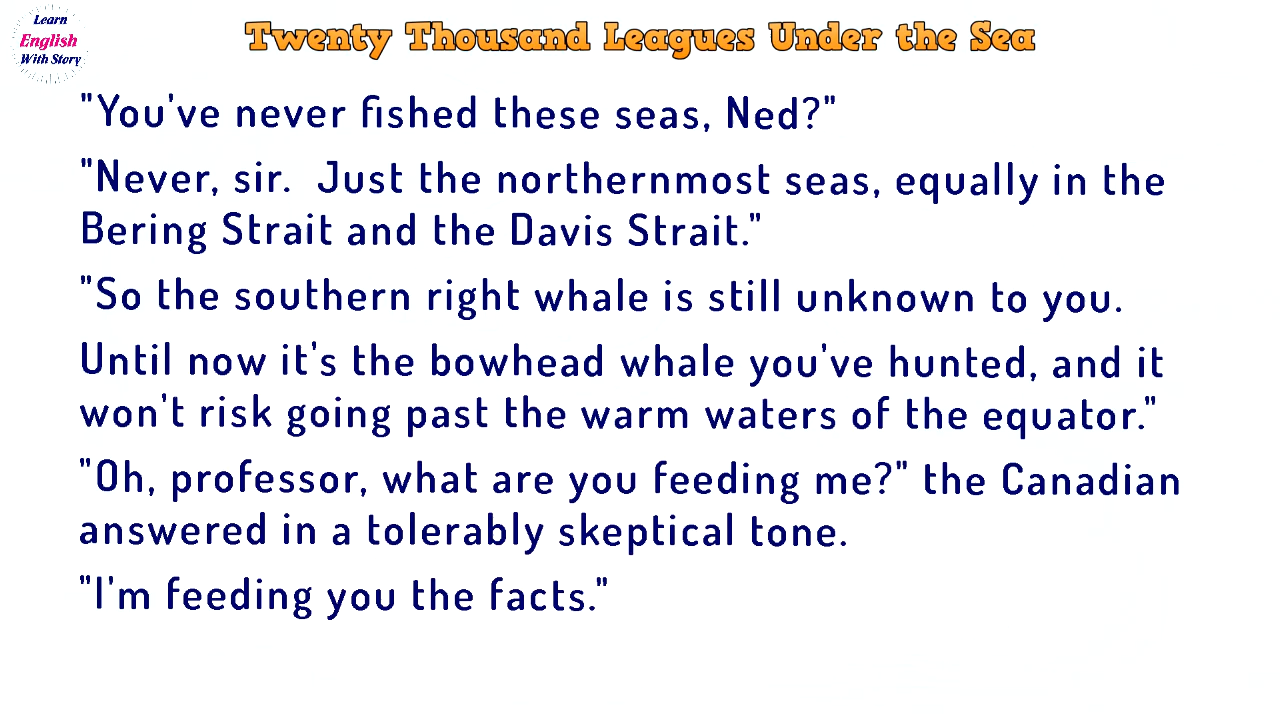 Learn
English
With Story
Twenty Thousand Leagues Under the Sea
"You've never fished these seas, Ned?"
"Never, sir.  Just the northernmost seas, equally in the
Bering Strait and the Davis Strait."
"So the southern right whale is still unknown to you.
Until now it's the bowhead whale you've hunted, and it
won't risk going past the warm waters of the equator."
"Oh, professor, what are you feeding me?" the Canadian
answered in a tolerably skeptical tone.
"I'm feeding you the facts."